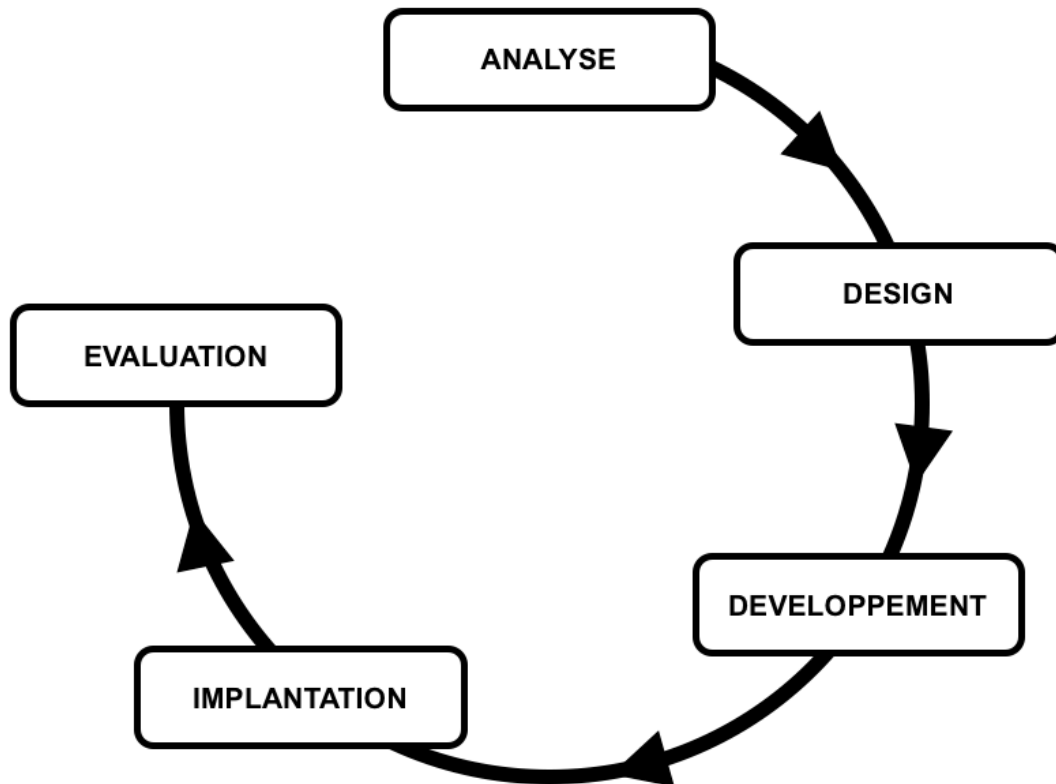 ANALYSE
DESIGN
DEVELOPPEMENT
IMPLANTATION
EVALUATION